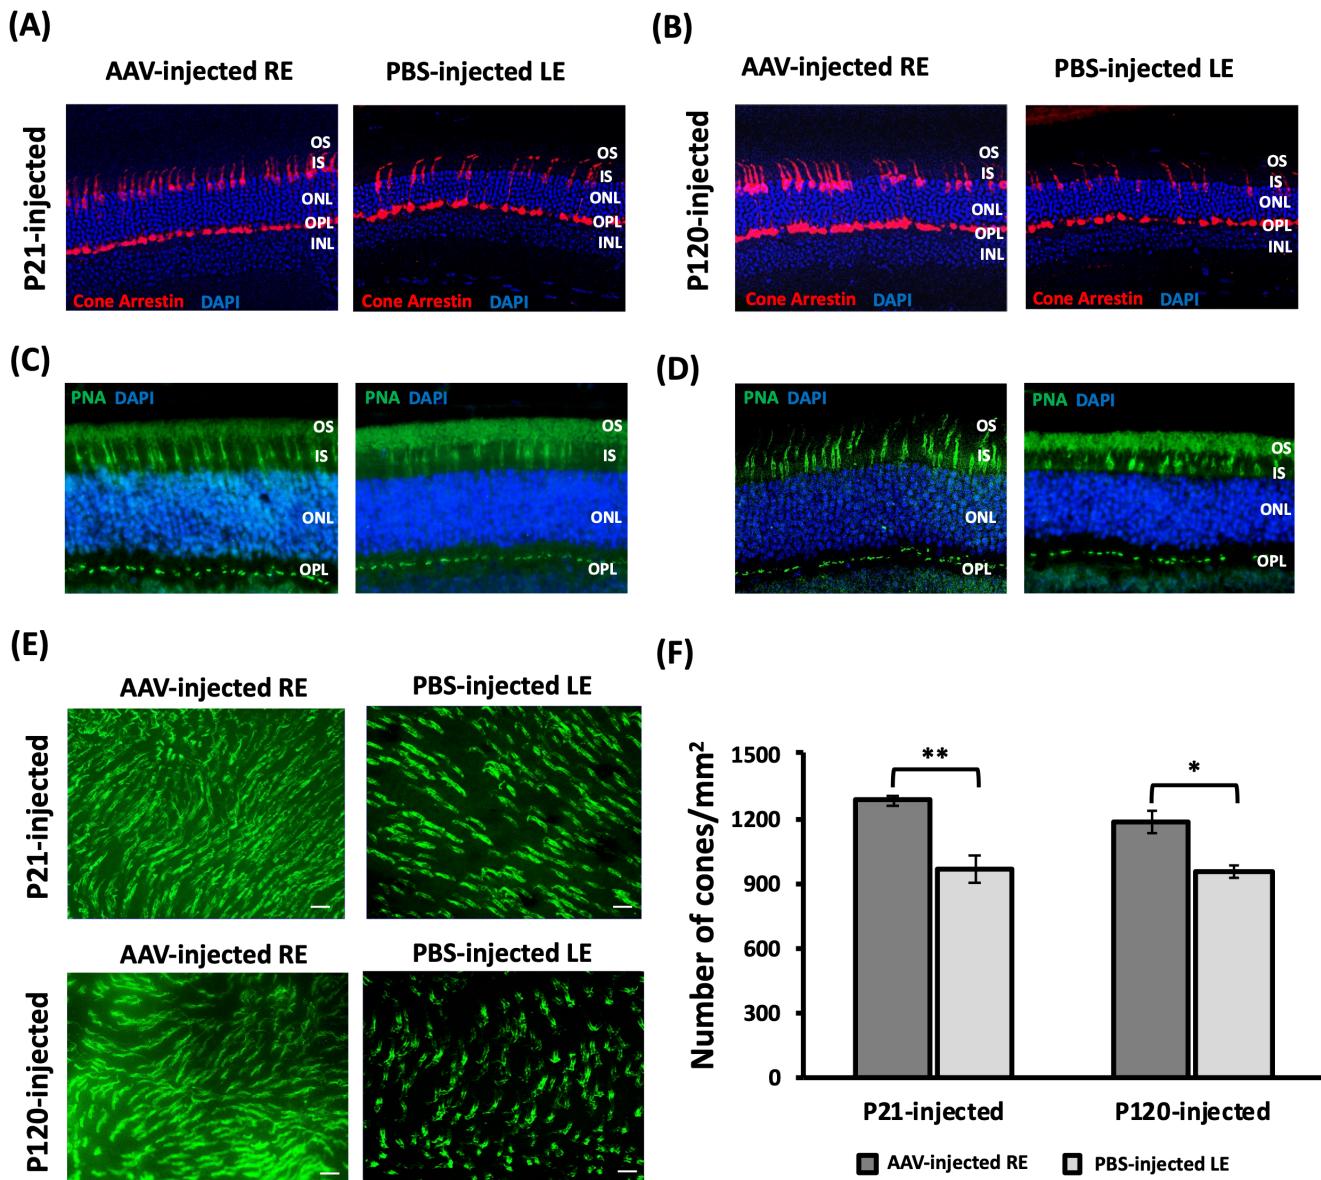 (A)
AAV-injected RE
PBS-injected LE
P21-injected
OS
IS
ONL
OPL
INL
Cone Arrestin DAPI
OS
IS
ONL
OPL
INL
Cone Arrestin DAPI
(B)
AAV-injected RE
PBS-injected LE
P120-injected
OS
IS
ONL
OPL
INL
OS
IS
ONL
OPL
INL
Cone Arrestin DAPI
(C)
PNA DAPI
OS
IS
ONL
OPL
PNA DAPI
OS
IS
ONL
OPL
(D)
PNA DAPI
OS
IS
ONL
OPL
PNA DAPI
OS
IS
ONL
OPL
(E)
AAV-injected RE
PBS-injected LE
P21-injected
AAV-injected RE
PBS-injected LE
P120-injected
(F)
Number of cones/mm²
1500
1200
900
600
300
0
**
*
P21-injected
P120-injected
AAV-injected RE
PBS-injected LE